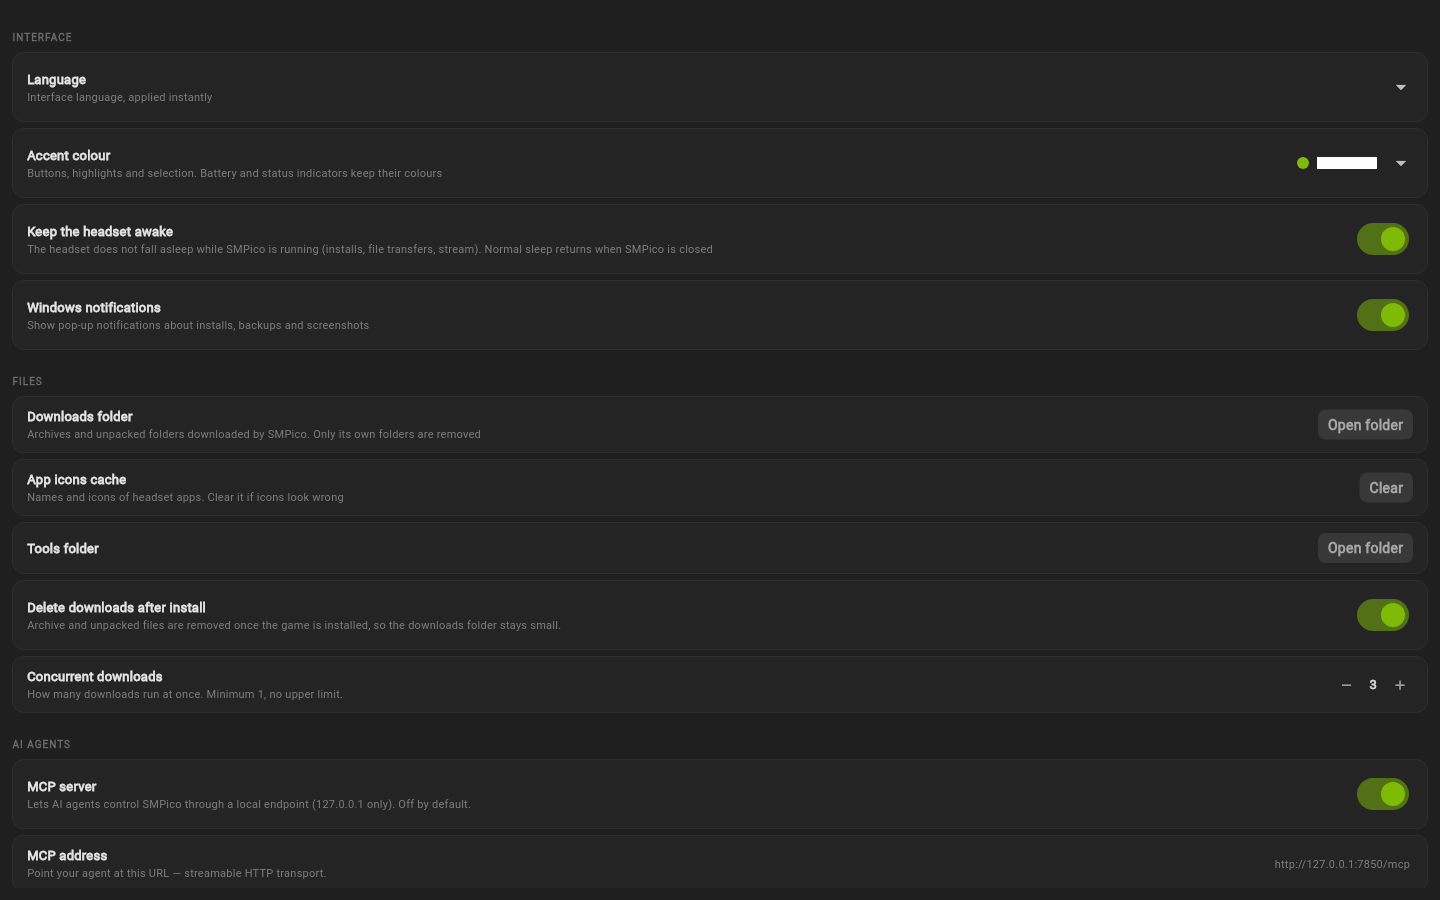 INTERFACE
Language
Interface language, applied instantly
Accent colour
Buttons, highlights and selection. Battery and status indicators keep their colours
Keep the headset awake
The headset does not fall asleep while SMPico is running (installs, file transfers, stream). Normal sleep returns when SMPico is closed
Windows notifications
Show pop-up notifications about installs, backups and screenshots
FILES
Downloads folder
Archives and unpacked folders downloaded by SMPico. Only its own folders are removed
Open folder
App icons cache
Names and icons of headset apps. Clear it if icons look wrong
Clear
Tools folder
Open folder
Delete downloads after install
Archive and unpacked files are removed once the game is installed, so the downloads folder stays small.
Concurrent downloads
How many downloads run at once. Minimum 1, no upper limit.
− 3 +
AI AGENTS
MCP server
Lets AI agents control SMPico through a local endpoint (127.0.0.1 only). Off by default.
MCP address
Point your agent at this URL — streamable HTTP transport.
http://127.0.0.1:7850/mcp